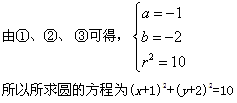 由①、②、③可得，{a=-1
b=-2
r²=10
所以所求圆的方程为(x+1)²+(y+2)²=10